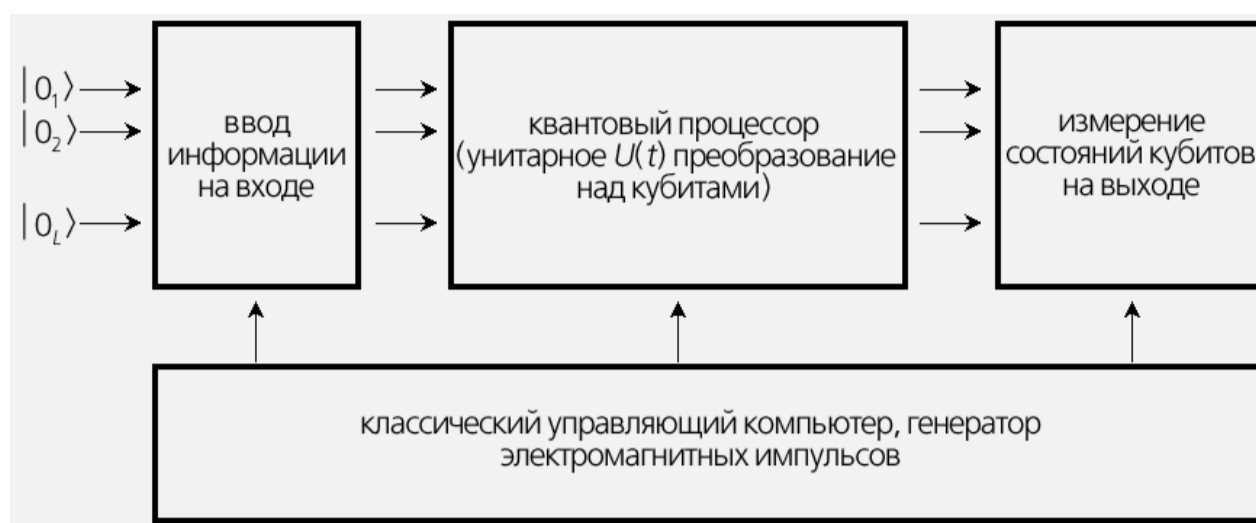 |0₁⟩
|0₂⟩
|0_L⟩
ввод
информации
на входе
квантовый процессор
(унитарное U(t) преобразование
над кубитами)
измерение
состояний кубитов
на выходе
классический управляющий компьютер, генератор
электромагнитных импульсов